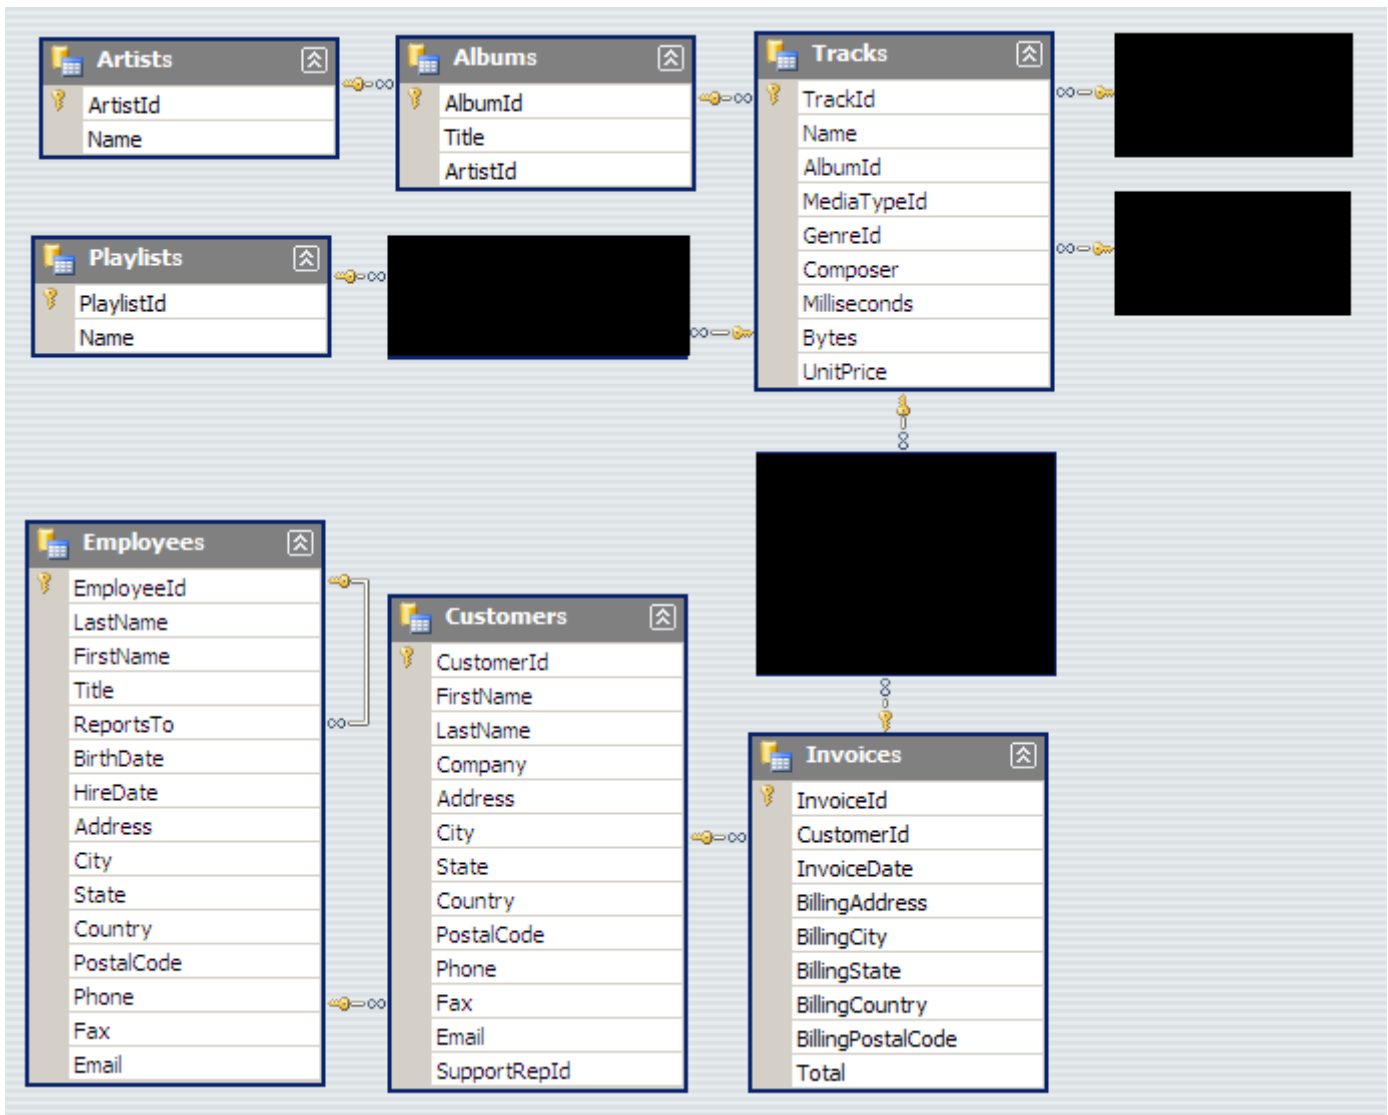 Artists
ArtistId
Name
Albums
AlbumId
Title
ArtistId
Tracks
TrackId
Name
AlbumId
MediaTypeId
GenreId
Composer
Milliseconds
Bytes
UnitPrice
Playlists
PlaylistId
Name
Employees
EmployeeId
LastName
FirstName
Title
ReportsTo
BirthDate
HireDate
Address
City
State
Country
PostalCode
Phone
Fax
Email
Customers
CustomerId
FirstName
LastName
Company
Address
City
State
Country
PostalCode
Phone
Fax
Email
SupportRepId
Invoices
InvoiceId
CustomerId
InvoiceDate
BillingAddress
BillingCity
BillingState
BillingCountry
BillingPostalCode
Total